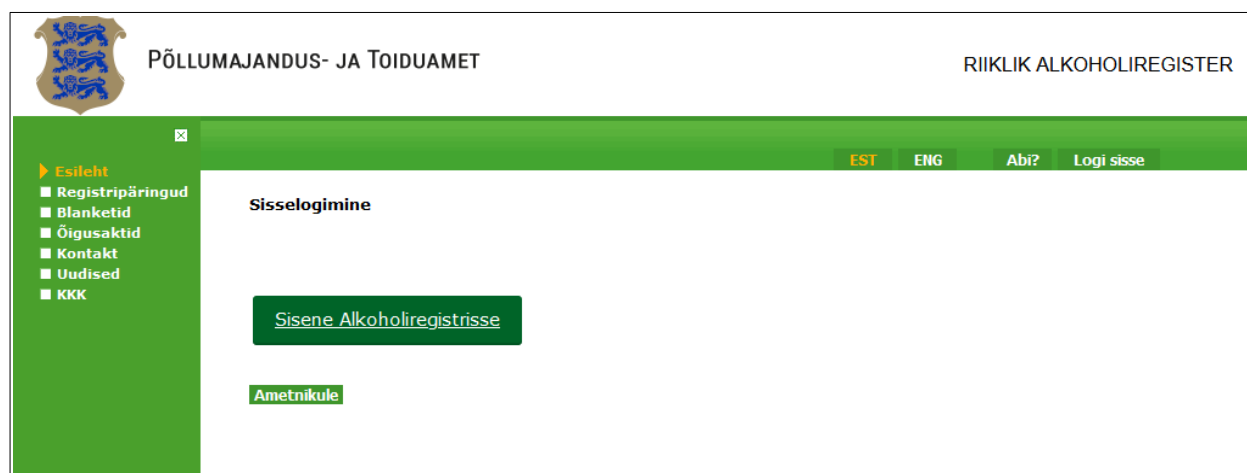 PÕLLUMAJANDUS- JA TOIDUAMET
RIIKLIK ALKOHOLIREGISTER
EST ENG Abi? Logi sisse
Esileht
Registripäringud
Blanketid
Õigusaktid
Kontakt
Uudised
KKK
Sisselogimine
Sisene Alkoholiregistrisse
Ametnikule